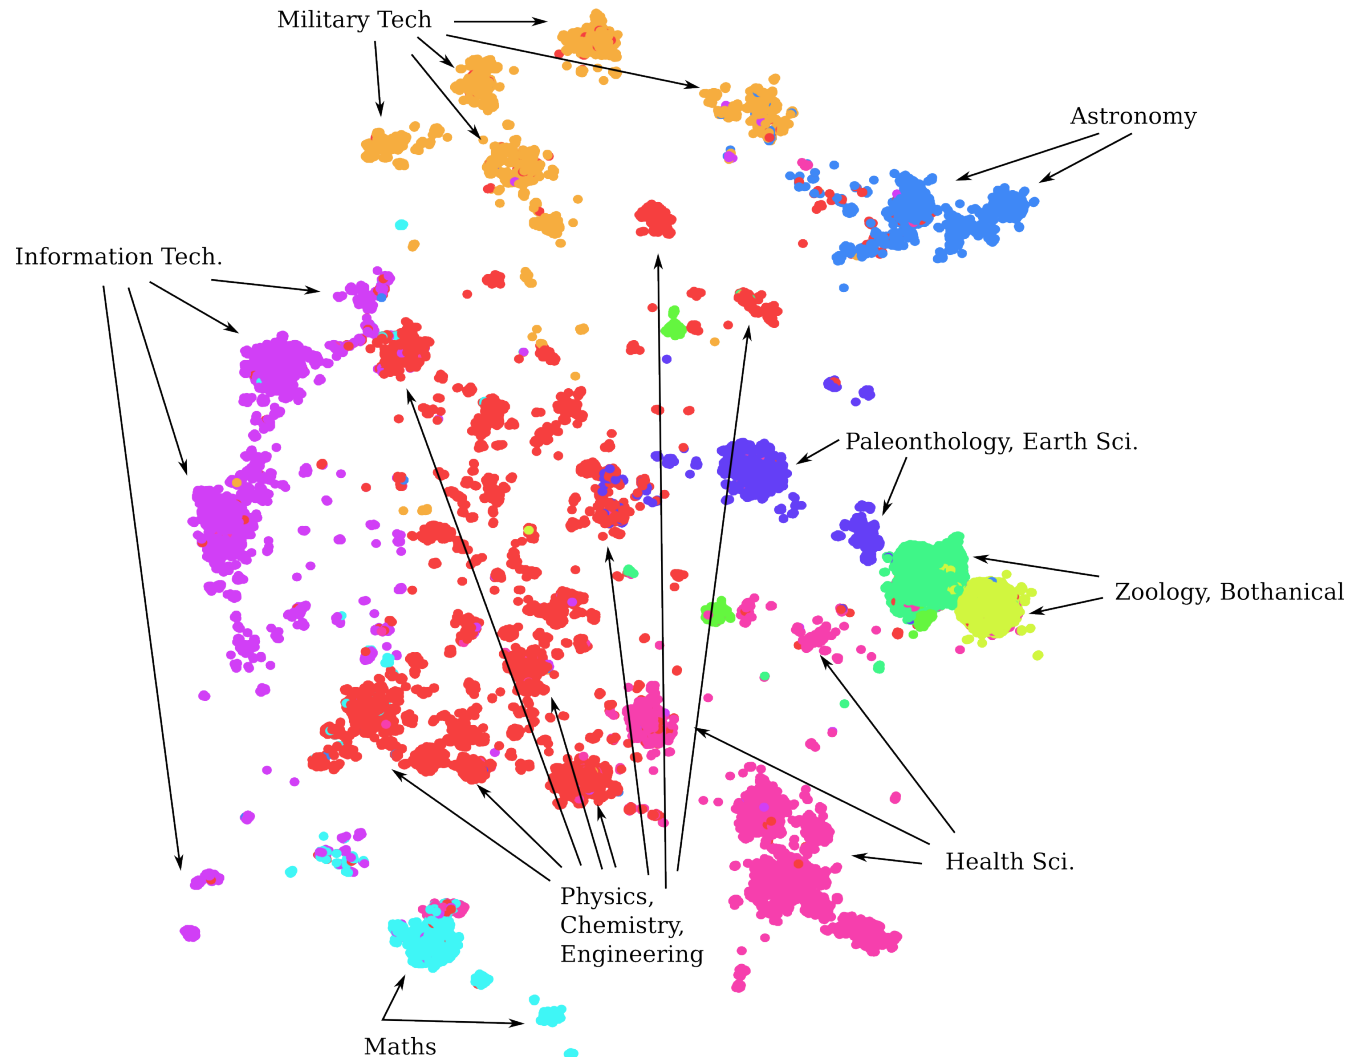 Military Tech
Astronomy
Information Tech.
Paleonthology, Earth Sci.
Zoology, Bothanical
Health Sci.
Physics,
Chemistry,
Engineering
Maths